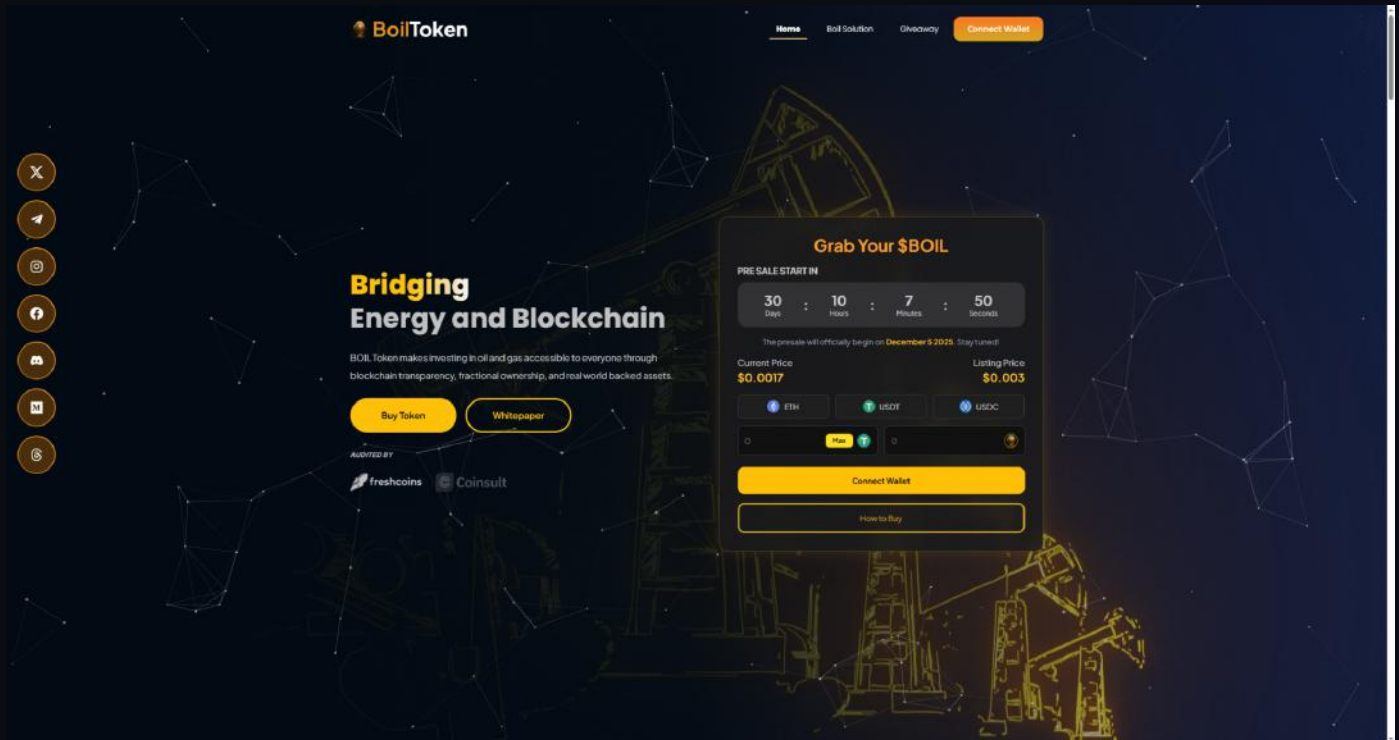 BoilToken
Home Boil Solution Giveaway Connect Wallet
Bridging
Energy and Blockchain
BOIL Token makes investing in oil and gas accessible to everyone through
blockchain transparency, fractional ownership, and real world backed assets.
Buy Token Whitepaper
AUDITED BY
freshcoins Coinsult
Grab Your $BOIL
PRE SALE START IN
30 : 10 : 7 : 50
Days Hours Minutes Seconds
The presale will officially begin on December 5 2025. Stay tuned!
Current Price Listing Price
$0.0017 $0.003
ETH USDT USDC
0 Max 0
Connect Wallet
How to Buy